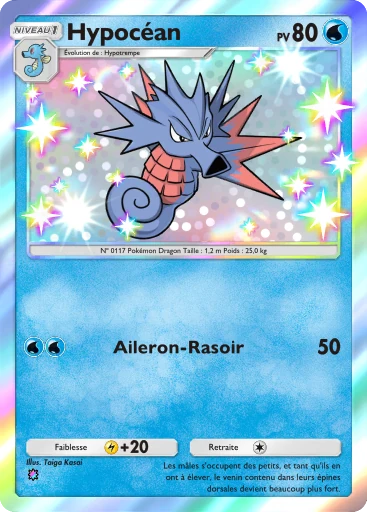 NIVEAU 1
Hypocéan
PV 80
Évolution de : Hypotrempe
N° 0117 Pokémon Dragon Taille : 1,2 m Poids : 25,0 kg
Aileron-Rasoir 50
Faiblesse +20 Retraite
Illus. Taiga Kasai
Les mâles s'occupent des petits, et tant qu'ils en
ont à élever, le venin contenu dans leurs épines
dorsales devient beaucoup plus fort.